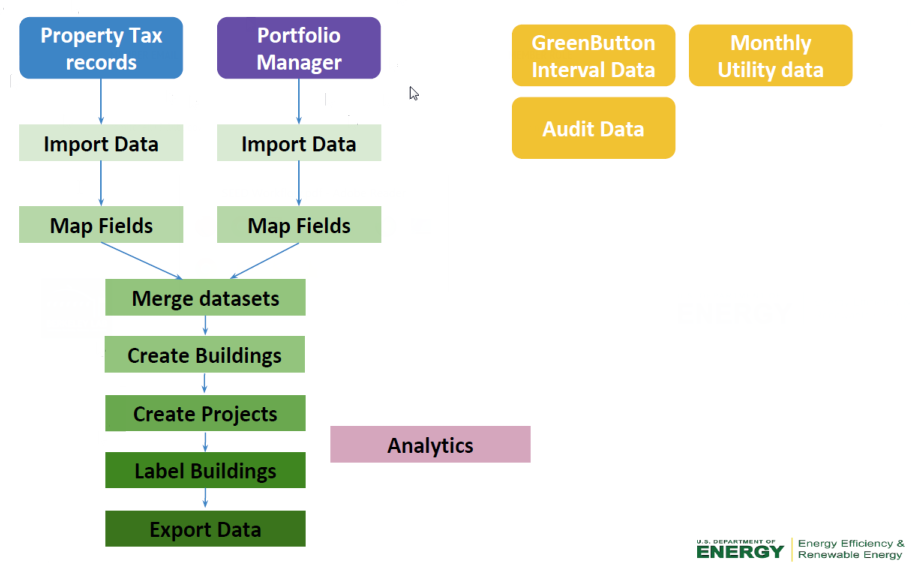 Property Tax
records
Portfolio
Manager
GreenButton
Interval Data
Monthly
Utility data
Audit Data
Import Data
Import Data
Map Fields
Map Fields
Merge datasets
Create Buildings
Create Projects
Analytics
Label Buildings
Export Data
U.S. DEPARTMENT OF
ENERGY
Energy Efficiency &
Renewable Energy